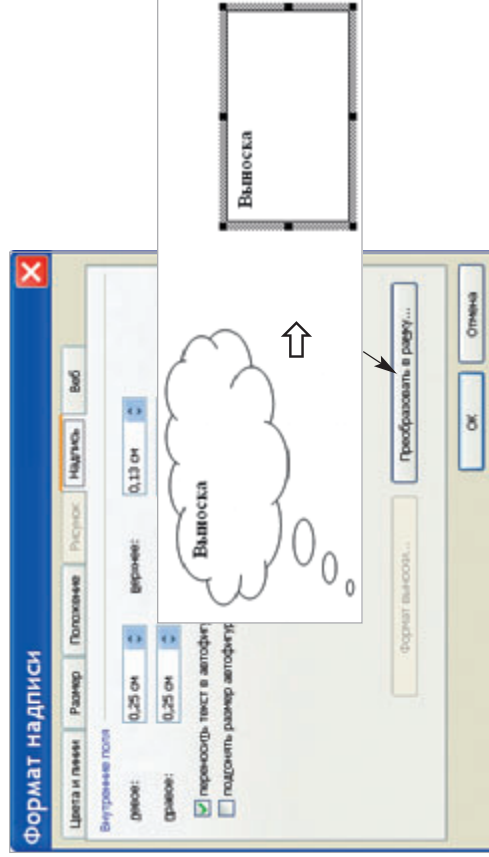 Формат надписи
Цвета и линии Размер Положение Рисунок Надпись Веб
Внутренние поля
левое: 0,25 см верхнее: 0,13 см
правое: 0,25 см
переносить текст в автофигу
подгонять размер автофигур
Выноска
Выноска
Формат выноски... Преобразовать в рамку...
ОК Отмена